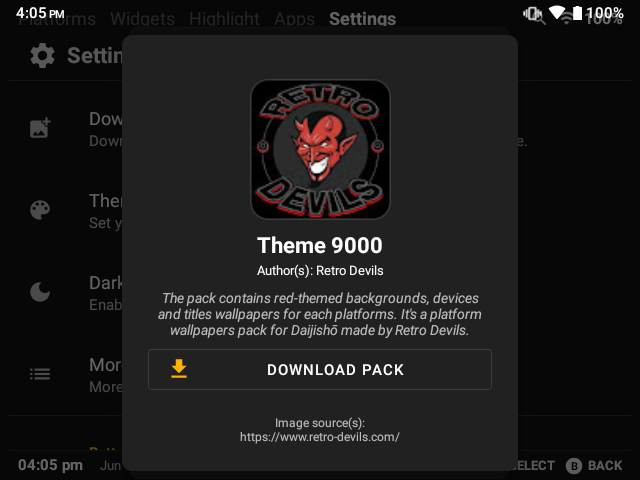 4:05 PM 100%
Platforms Widgets Highlight Apps Settings 100%
Settin
Dow
Down e.
Ther
Set y
Dark
Enab
More
More
RETRO
DEVILS
Theme 9000
Author(s): Retro Devils
The pack contains red-themed backgrounds, devices
and titles wallpapers for each platforms. It's a platform
wallpapers pack for Daijishō made by Retro Devils.
DOWNLOAD PACK
Image source(s):
https://www.retro-devils.com/
04:05 pm Jun ELECT B BACK